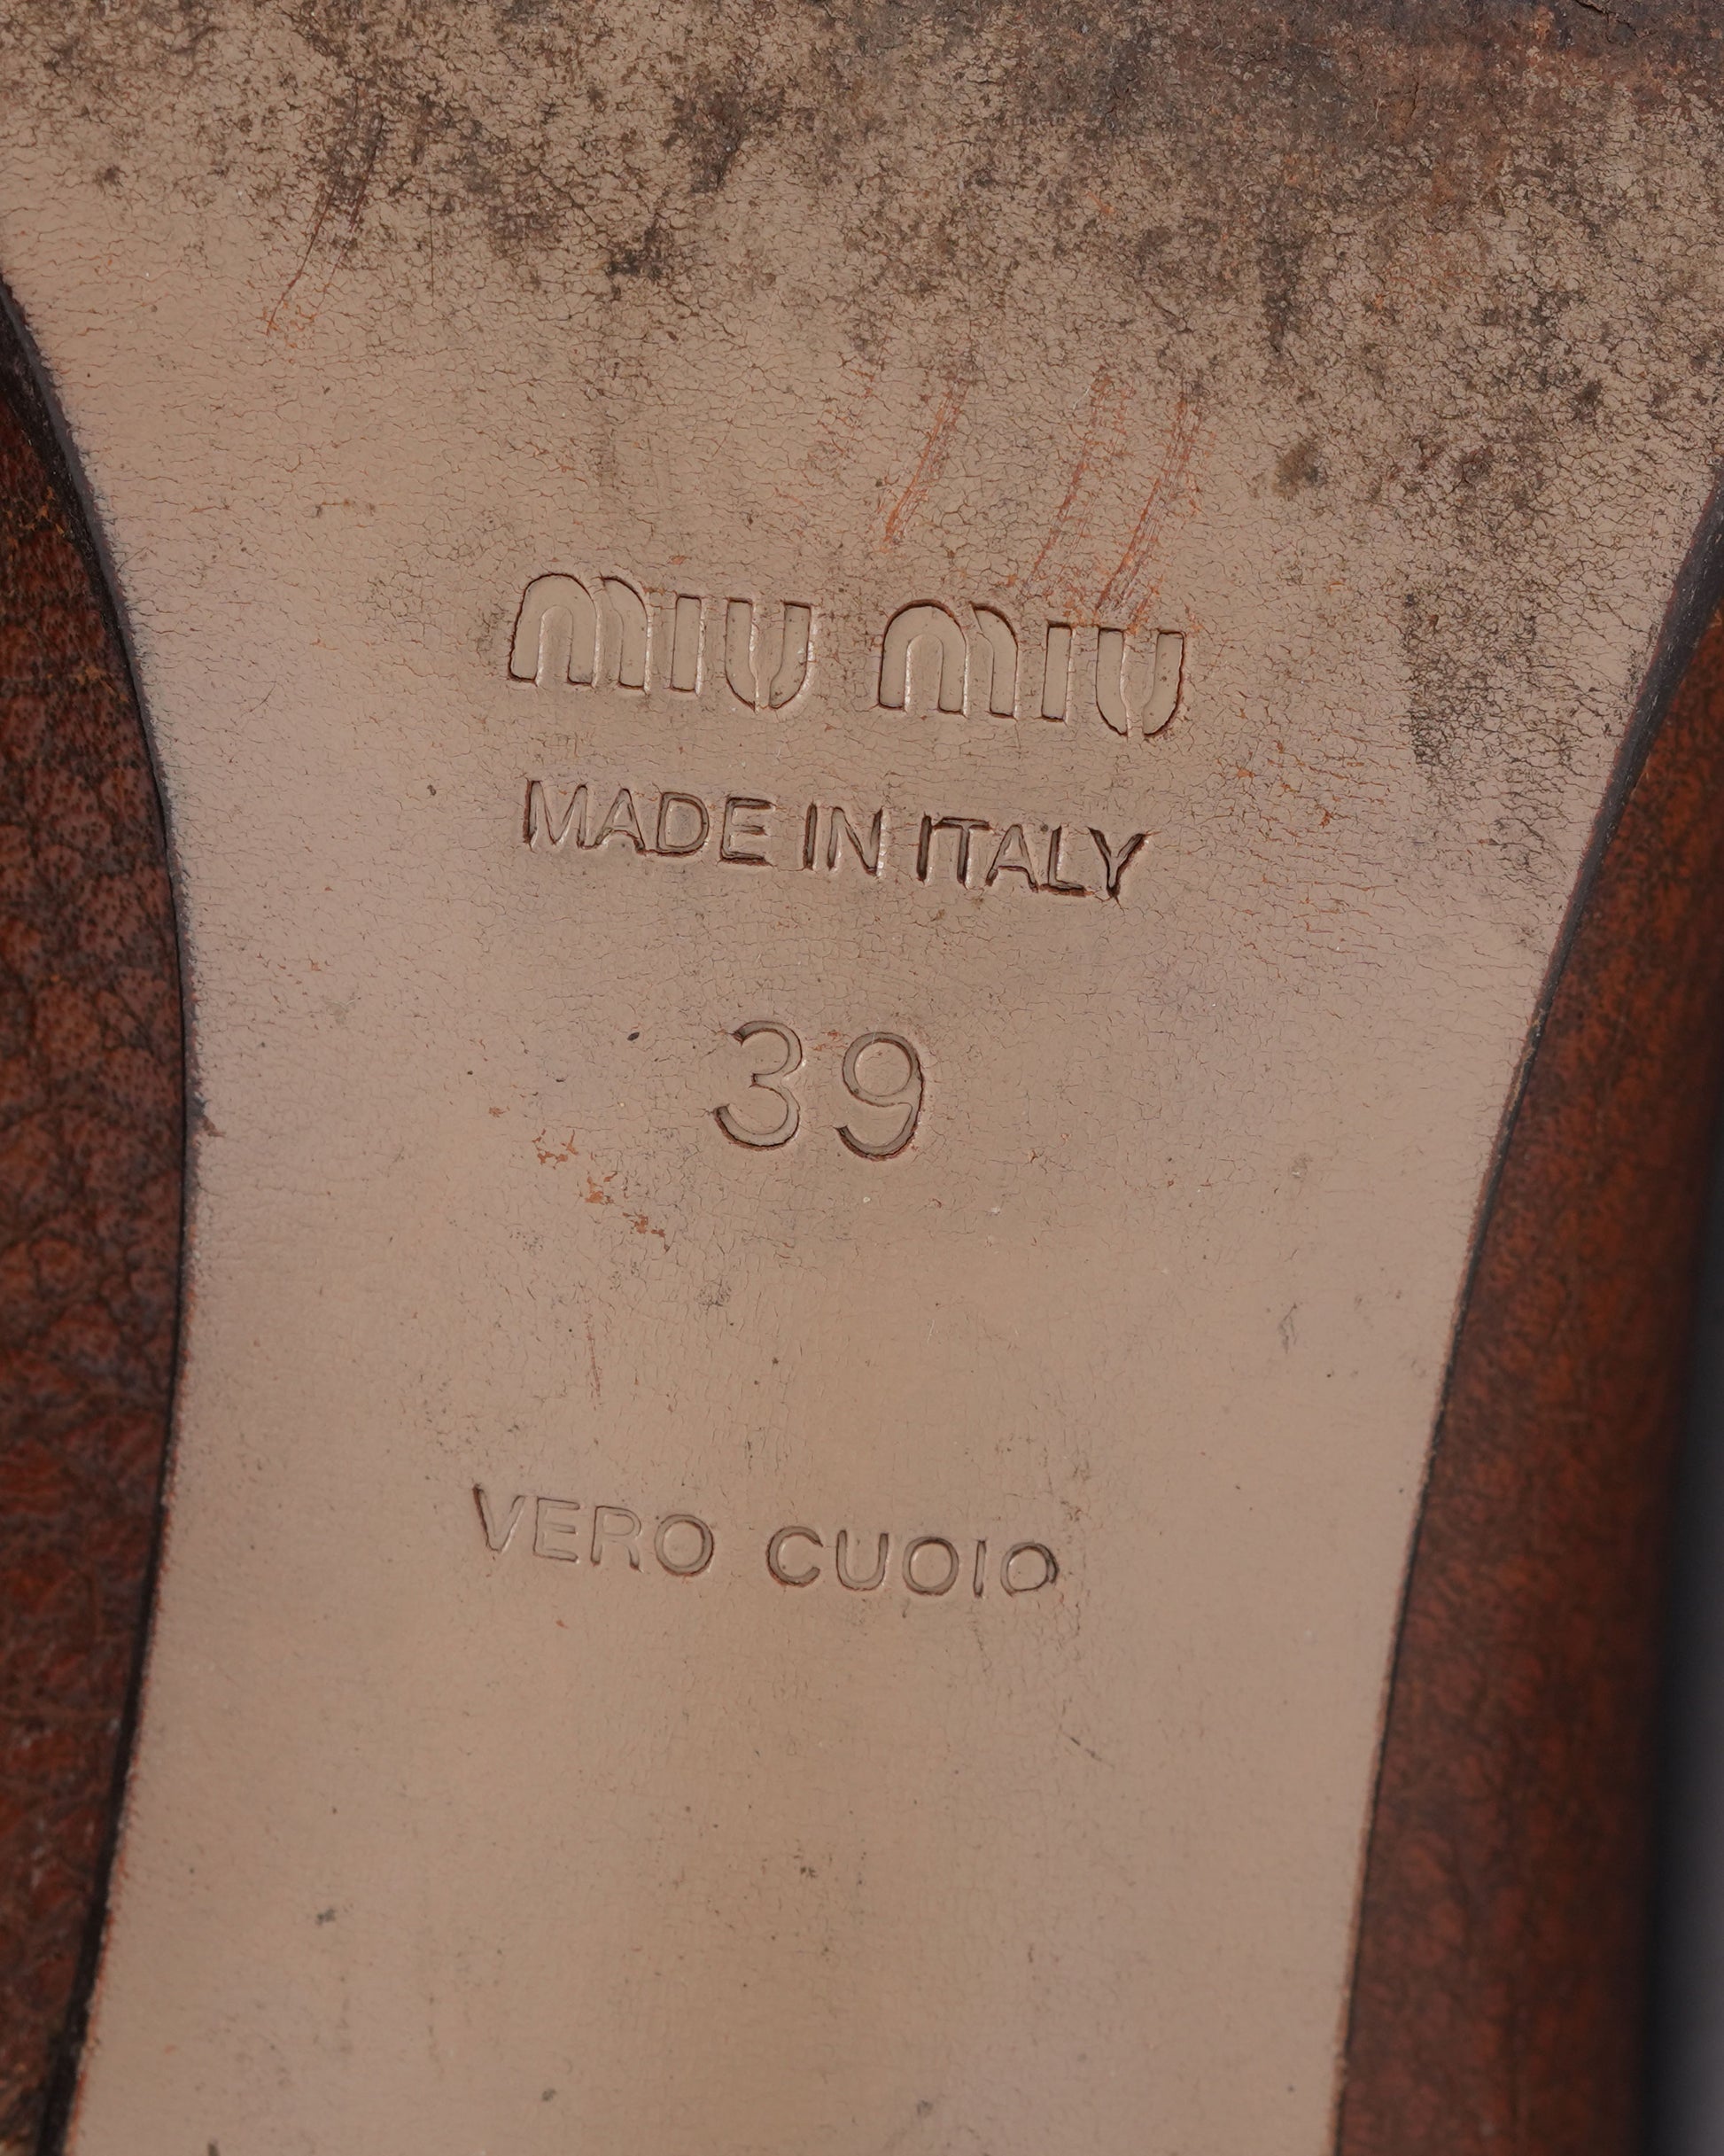 MIU MIU
MADE IN ITALY
39
VERO CUOIO